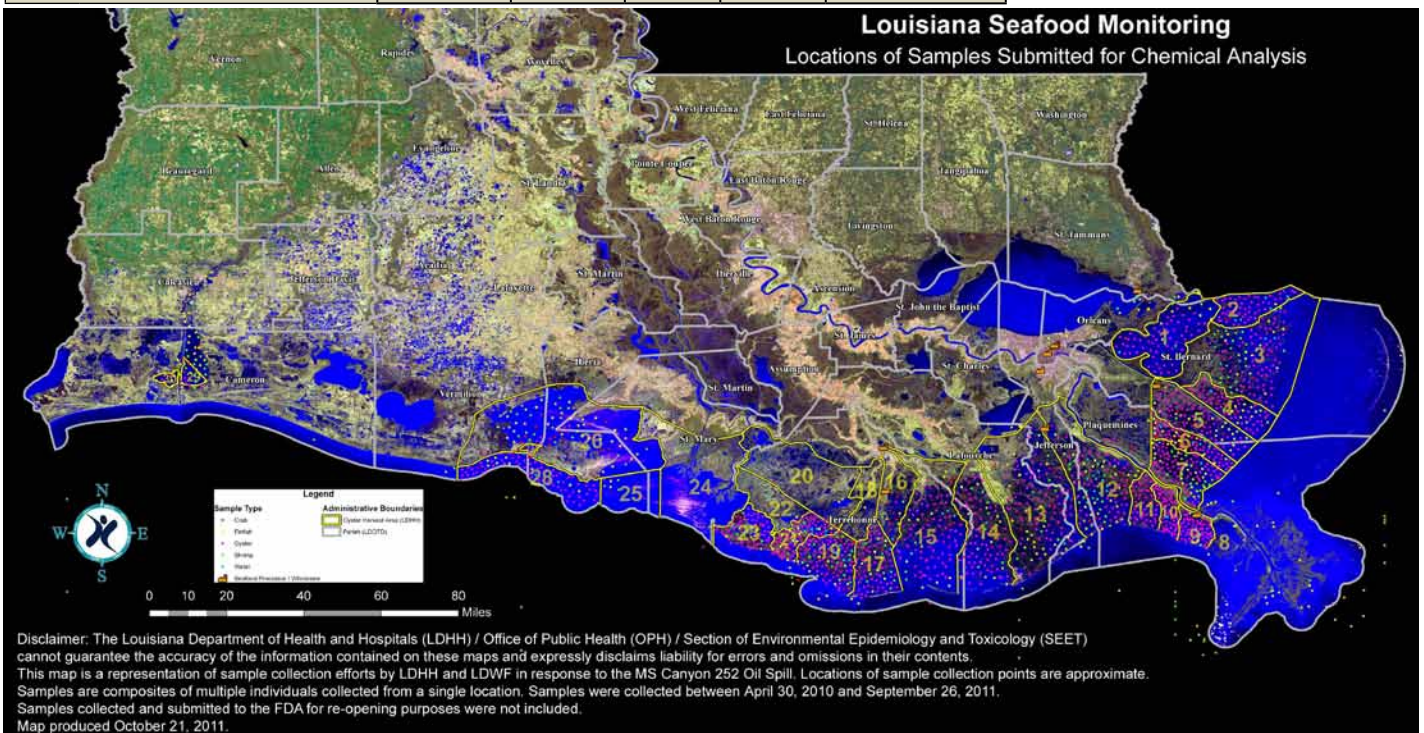 Louisiana Seafood Monitoring
Locations of Samples Submitted for Chemical Analysis
Vernon
Rapides
Avoyelles
West Feliciana
East Feliciana
St. Helena
Washington
Beauregard
Allen
Evangeline
St. Landry
Pointe Coupee
East Baton Rouge
Tangipahoa
West Baton Rouge
Livingston
St. Tammany
Calcasieu
Jefferson Davis
Acadia
Lafayette
St. Martin
Iberville
Ascension
St. John the Baptist
Orleans
St. James
St. Bernard
Cameron
Vermilion
Iberia
St. Martin
Assumption
St. Charles
Plaquemines
St. Mary
Jefferson
Lafourche
Terrebonne
1
2
3
4
5
6
7
8
9
10
11
12
13
14
15
16
17
18
19
20
21
22
23
24
25
26
28
N
W
E
S
Legend
Sample Type
Crab
Finfish
Oyster
Shrimp
Water
Administrative Boundaries
Oyster Harvest Area (LDHH)
Parish (LDOTD)
0 10 20 40 60 80
Miles
Disclaimer: The Louisiana Department of Health and Hospitals (LDHH) / Office of Public Health (OPH) / Section of Environmental Epidemiology and Toxicology (SEET)
cannot guarantee the accuracy of the information contained on these maps and expressly disclaims liability for errors and omissions in their contents.
This map is a representation of sample collection efforts by LDHH and LDWF in response to the MS Canyon 252 Oil Spill. Locations of sample collection points are approximate.
Samples are composites of multiple individuals collected from a single location. Samples were collected between April 30, 2010 and September 26, 2011.
Samples collected and submitted to the FDA for re-opening purposes were not included.
Map produced October 21, 2011.